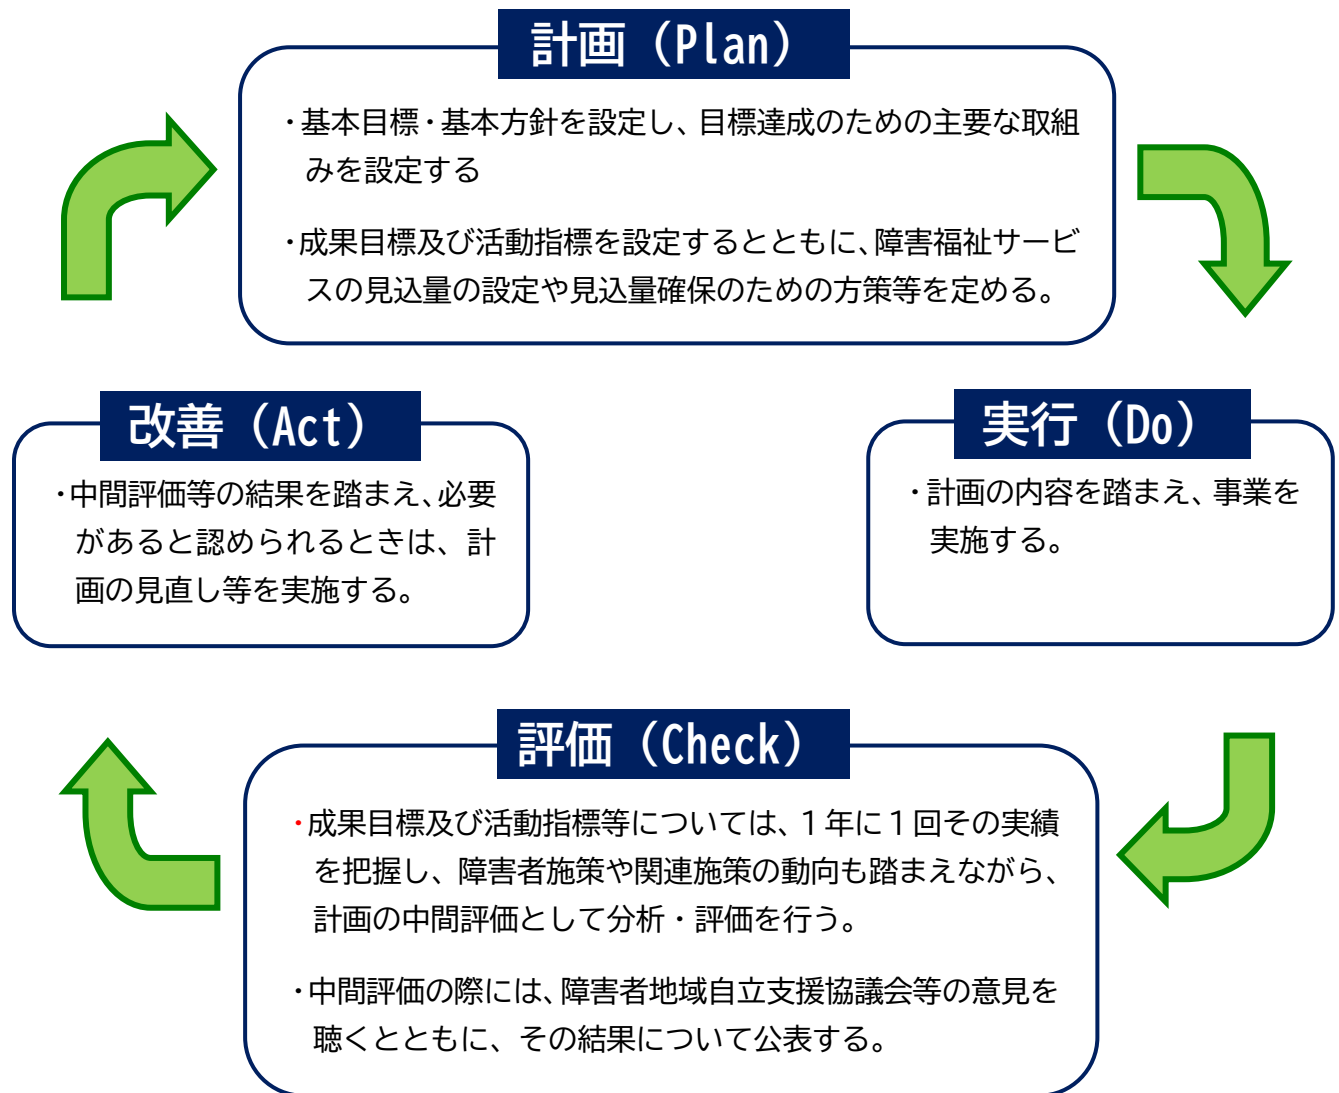 計画（Plan）
・基本目標・基本方針を設定し、目標達成のための主要な取組
みを設定する
・成果目標及び活動指標を設定するとともに、障害福祉サービ
スの見込量の設定や見込量確保のための方策等を定める。
改善（Act）
・中間評価等の結果を踏まえ、必要
があると認められるときは、計
画の見直し等を実施する。
実行（Do）
・計画の内容を踏まえ、事業を
実施する。
評価（Check）
・成果目標及び活動指標等については、１年に１回その実績
を把握し、障害者施策や関連施策の動向も踏まえながら、
計画の中間評価として分析・評価を行う。
・中間評価の際には、障害者地域自立支援協議会等の意見を
聴くとともに、その結果について公表する。